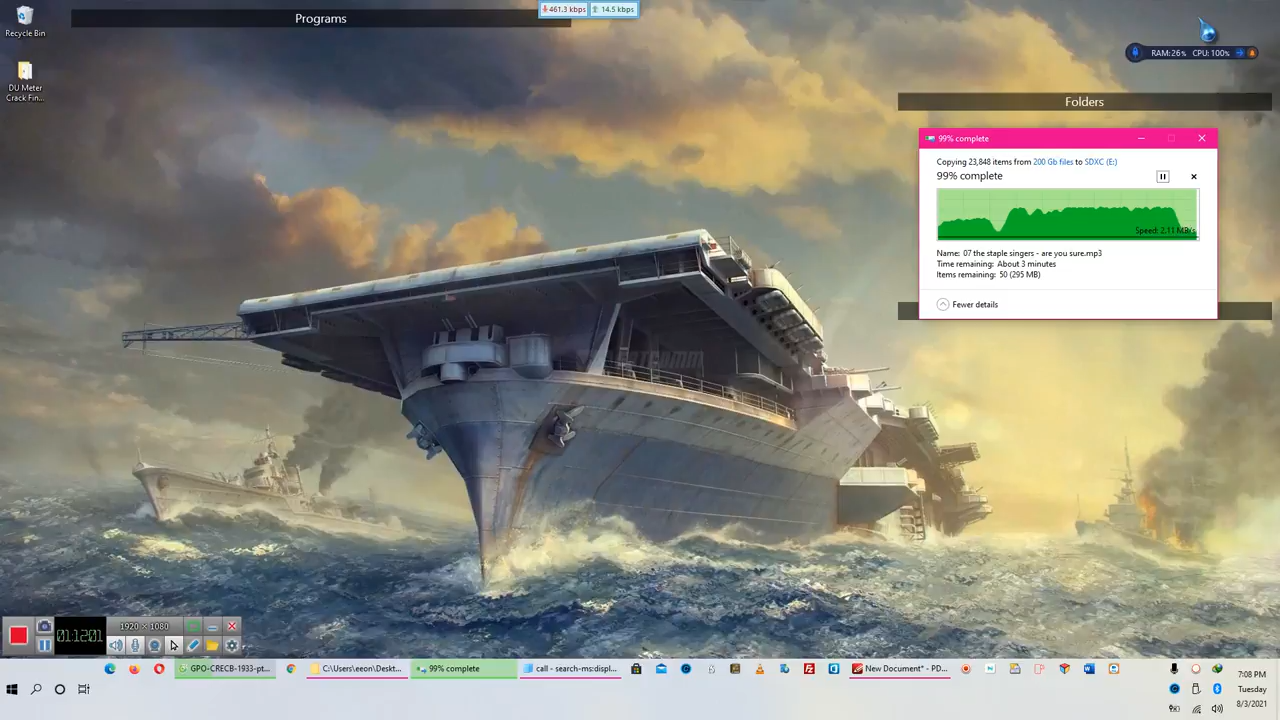 Recycle Bin
DU Meter
Crack Fin...
Programs
461.3 kbps
14.5 kbps
RAM:26% CPU:100%
Folders
99% complete
Copying 23,848 items from 200 Gb files to SDXC (E:)
99% complete
Speed: 2.11 MB/s
Name: 07 the staple singers - are you sure.mp3
Time remaining: About 3 minutes
Items remaining: 50 (295 MB)
Fewer details
1920 × 1080
01:12:01
GPO-CRECB-1933-pt...
C:\Users\eeon\Deskt...
99% complete
call - search-ms:displ...
New Document* - PD...
7:08 PM
Tuesday
8/3/2021